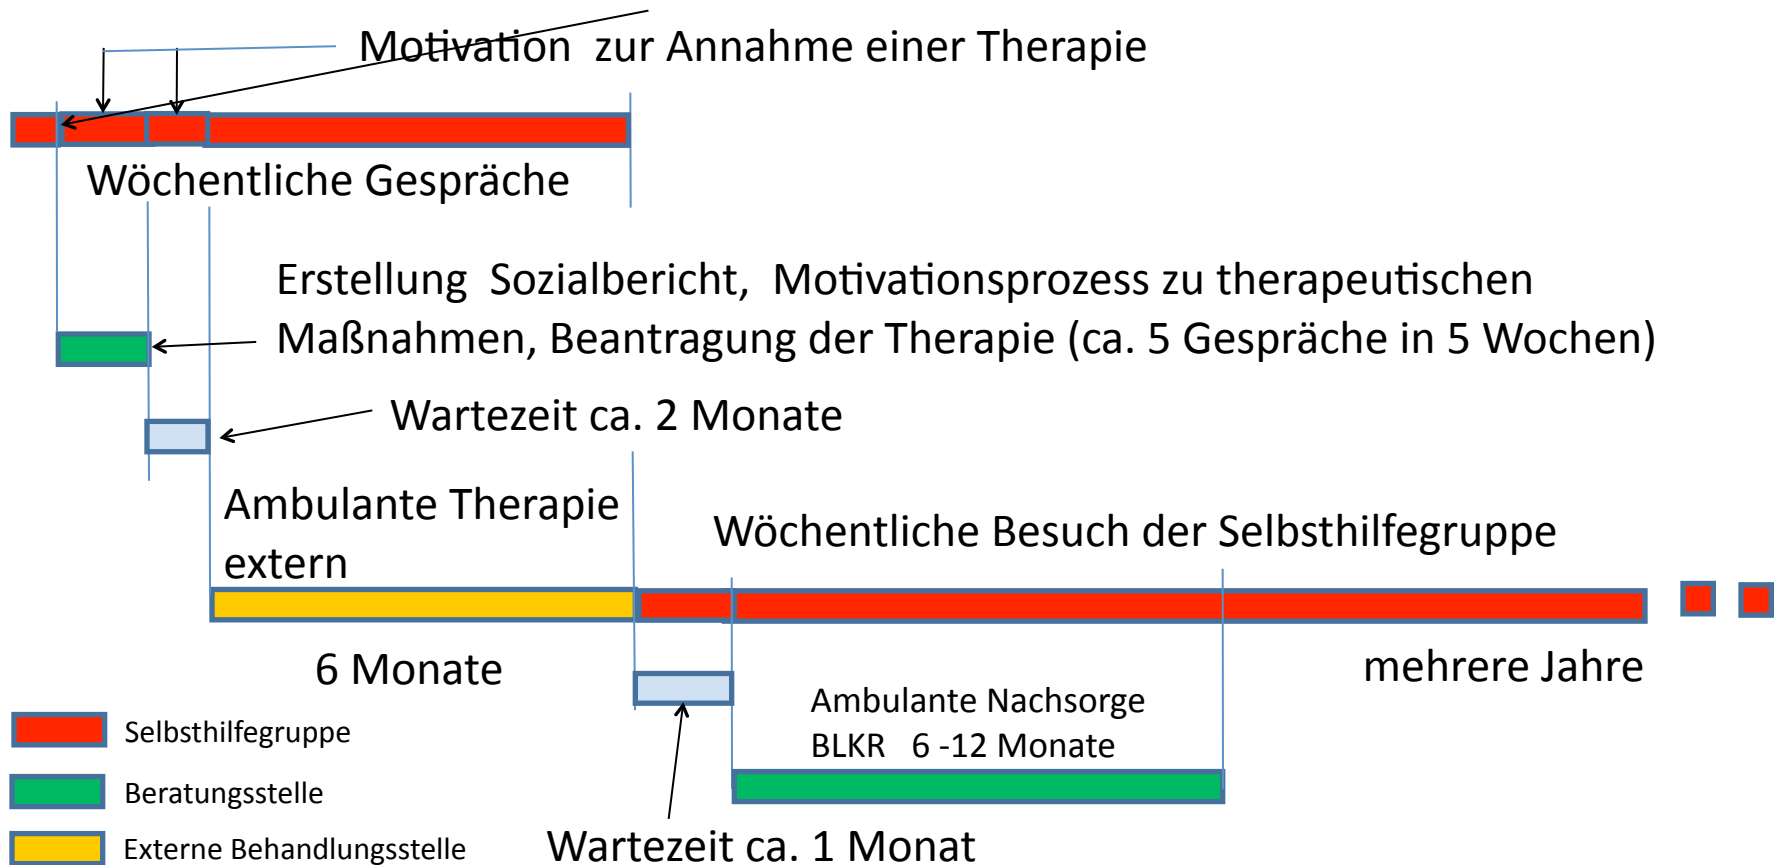 Motivation zur Annahme einer Therapie
Wöchentliche Gespräche
Erstellung Sozialbericht, Motivationsprozess zu therapeutischen
Maßnahmen, Beantragung der Therapie (ca. 5 Gespräche in 5 Wochen)
Wartezeit ca. 2 Monate
Ambulante Therapie
extern
Wöchentliche Besuch der Selbsthilfegruppe
6 Monate
mehrere Jahre
Ambulante Nachsorge
BLKR 6 -12 Monate
Selbsthilfegruppe
Beratungsstelle
Externe Behandlungsstelle
Wartezeit ca. 1 Monat